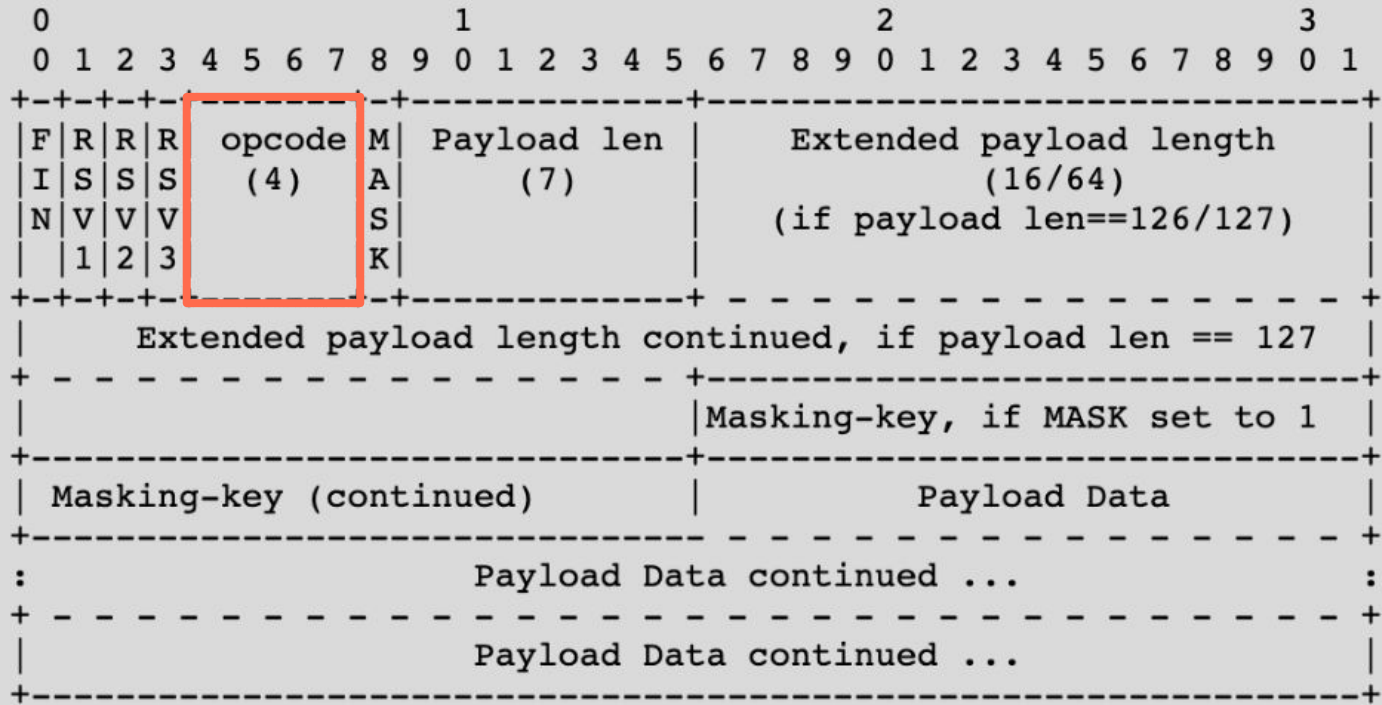 0                   1                   2                   3
0 1 2 3 4 5 6 7 8 9 0 1 2 3 4 5 6 7 8 9 0 1 2 3 4 5 6 7 8 9 0 1
+-+-+-+-+-------+-+-------------+-------------------------------+
|F|R|R|R| opcode|M| Payload len |    Extended payload length    |
|I|S|S|S|  (4)  |A|     (7)     |             (16/64)           |
|N|V|V|V|       |S|             |   (if payload len==126/127)   |
| |1|2|3|       |K|             |                               |
+-+-+-+-+-------+-+-------------+ - - - - - - - - - - - - - - - +
|     Extended payload length continued, if payload len == 127  |
+ - - - - - - - - - - - - - - - +-------------------------------+
|                               |Masking-key, if MASK set to 1  |
+-------------------------------+-------------------------------+
| Masking-key (continued)       |          Payload Data         |
+-------------------------------- - - - - - - - - - - - - - - - +
:                     Payload Data continued ...                :
+ - - - - - - - - - - - - - - - - - - - - - - - - - - - - - - - +
|                     Payload Data continued ...                |
+---------------------------------------------------------------+